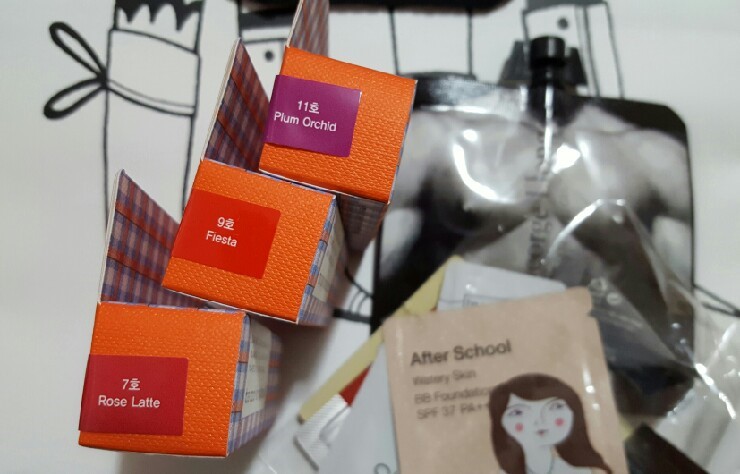 11호
Plum Orchid
9호
Fiesta
7호
Rose Latte
After School
Watery Skin
BB Foundation
SPF 37 PA++